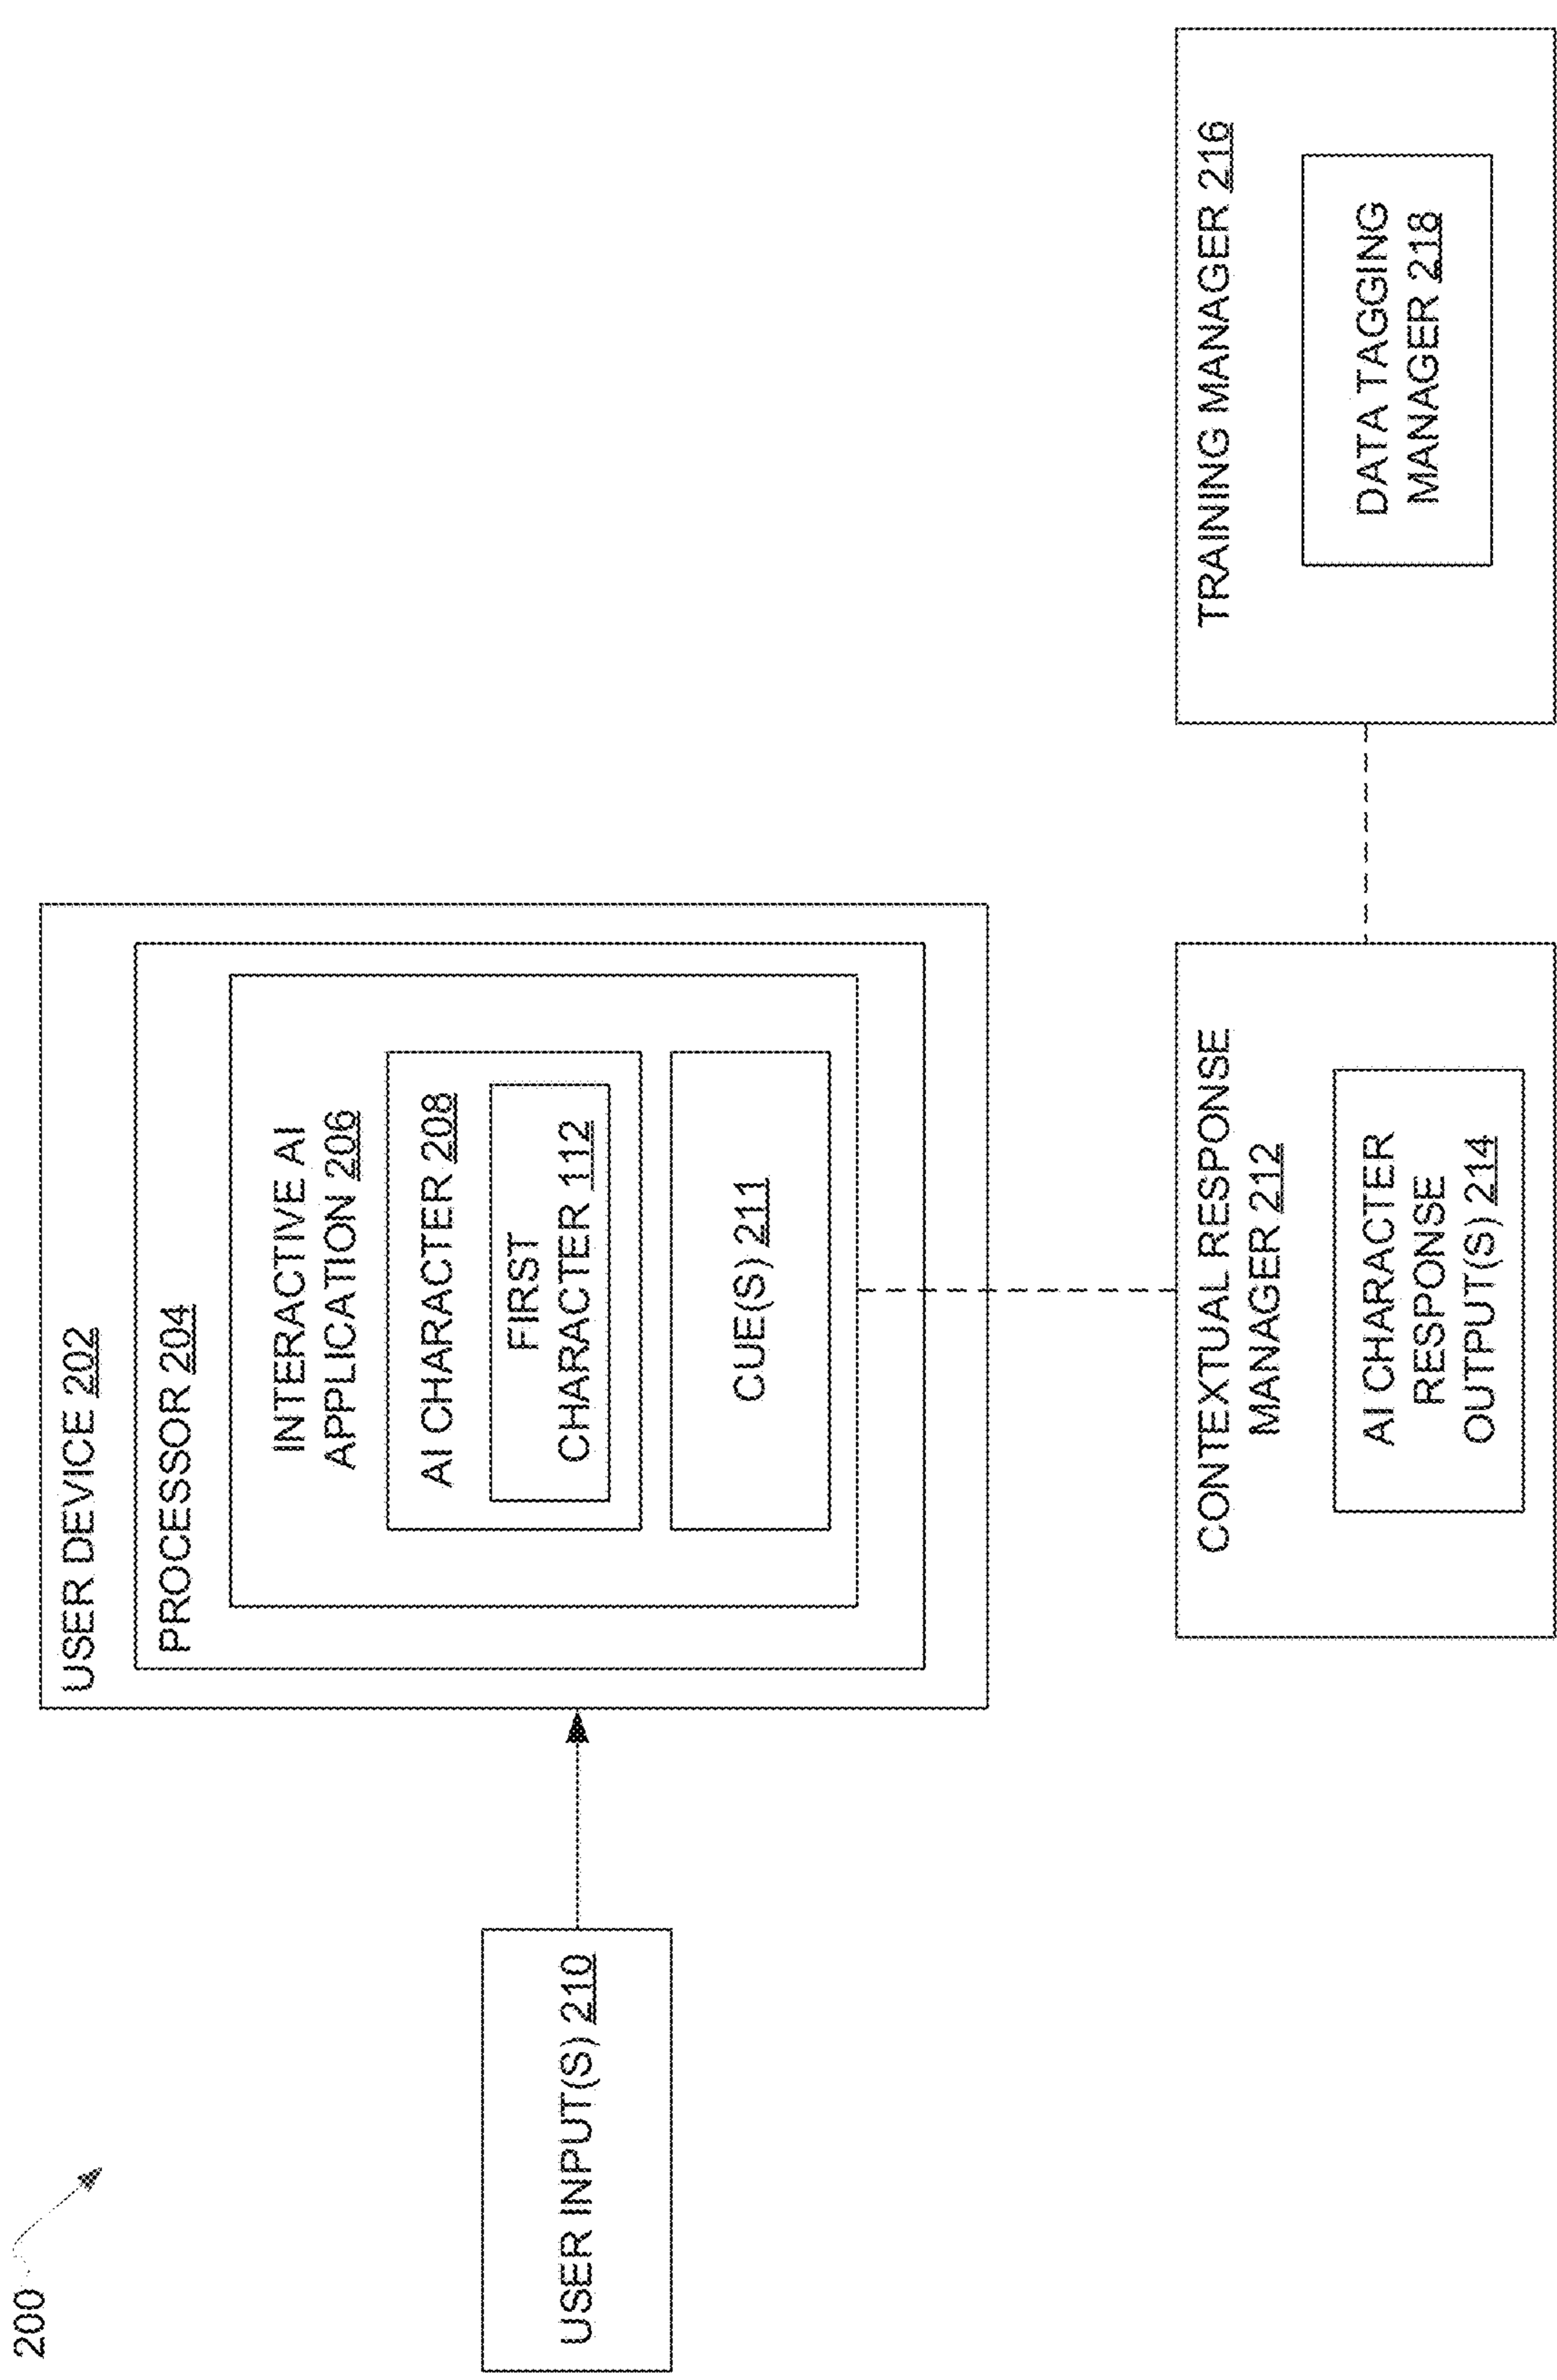 200
USER DEVICE 202
PROCESSOR 204
INTERACTIVE AI
APPLICATION 206
AI CHARACTER 208
FIRST
CHARACTER 112
CUE(S) 211
USER INPUT(S) 210
CONTEXTUAL RESPONSE
MANAGER 212
AI CHARACTER
RESPONSE
OUTPUT(S) 214
TRAINING MANAGER 216
DATA TAGGING
MANAGER 218